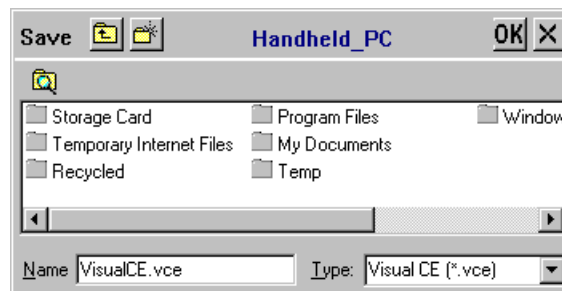 Save Handheld_PC OK X
Storage Card Program Files Window
Temporary Internet Files My Documents
Recycled Temp
Name VisualCE.vce Type: Visual CE (*.vce)